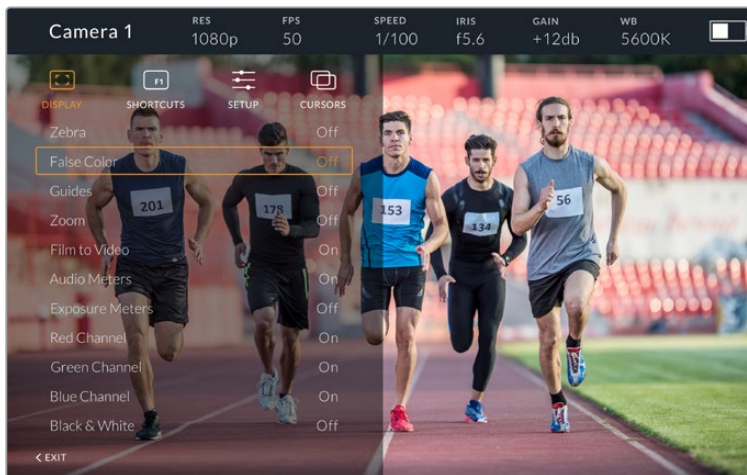 Camera 1
RES
1080p
FPS
50
SPEED
1/100
IRIS
f5.6
GAIN
+12db
WB
5600K
F1
DISPLAY
SHORTCUTS
SETUP
CURSORS
Zebra Off
False Color Off
Guides Off
Zoom Off
Film to Video On
Audio Meters On
Exposure Meters Off
Red Channel On
Green Channel On
Blue Channel On
Black & White Off
< EXIT
201
178
153
134
56